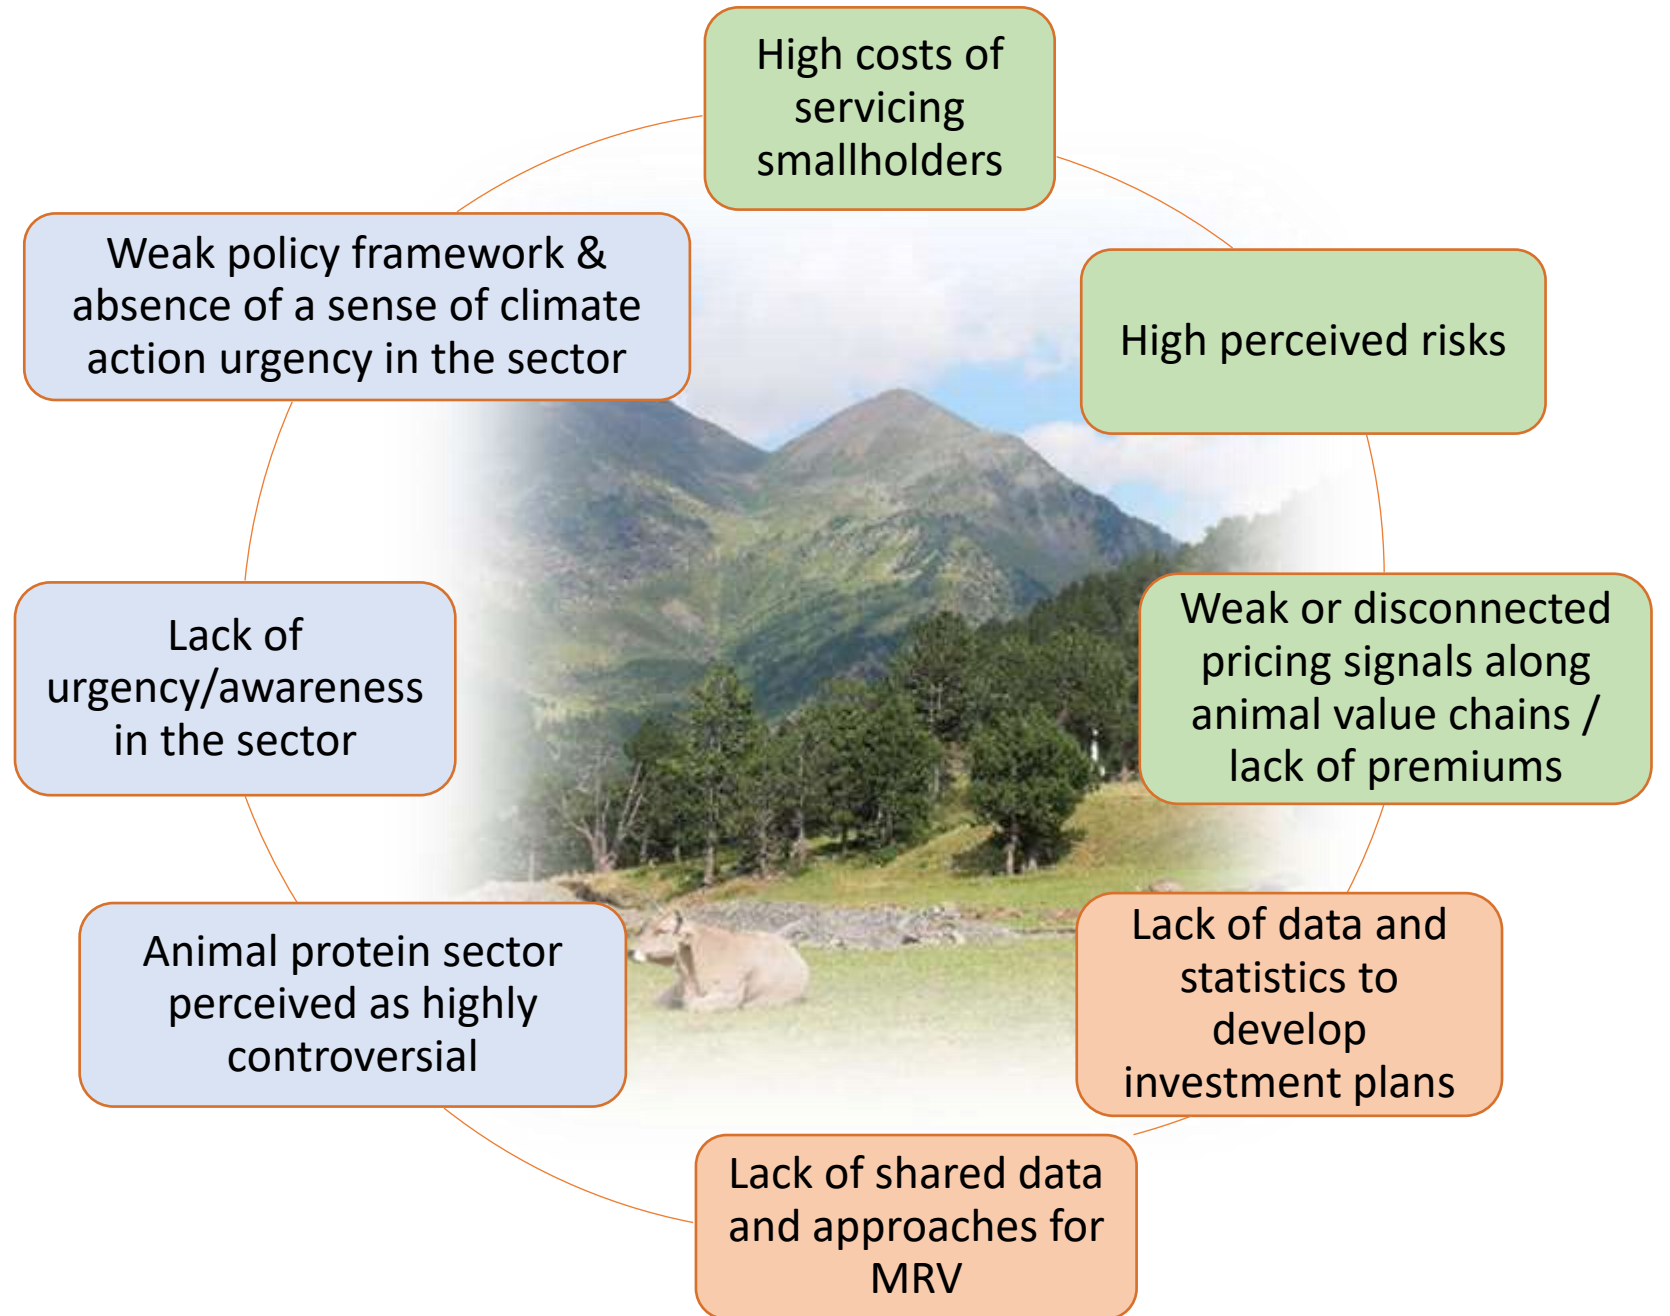 High costs of
servicing
smallholders
High perceived risks
Weak or disconnected
pricing signals along
animal value chains /
lack of premiums
Lack of data and
statistics to
develop
investment plans
Lack of shared data
and approaches for
MRV
Animal protein sector
perceived as highly
controversial
Lack of
urgency/awareness
in the sector
Weak policy framework &
absence of a sense of climate
action urgency in the sector